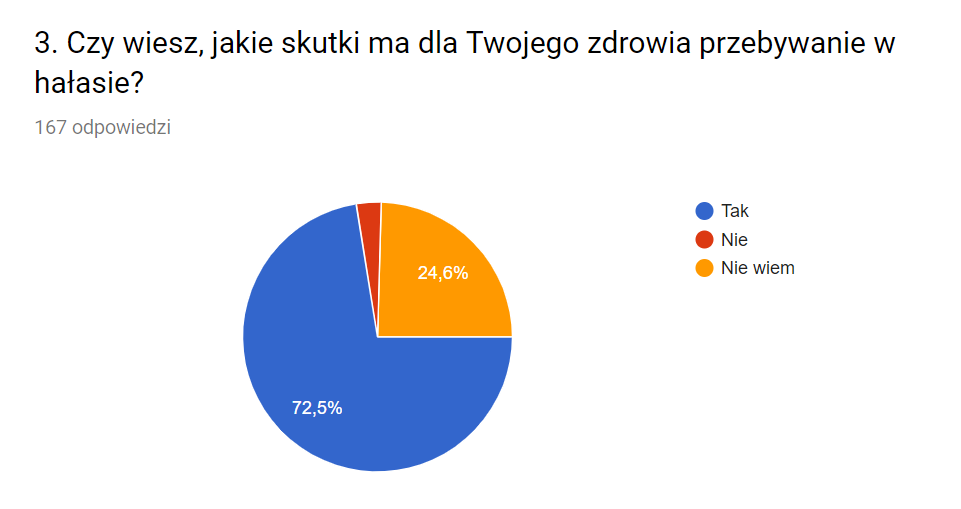 3. Czy wiesz, jakie skutki ma dla Twojego zdrowia przebywanie w
hałasie?
167 odpowiedzi
Tak
Nie
Nie wiem
24,6%
72,5%